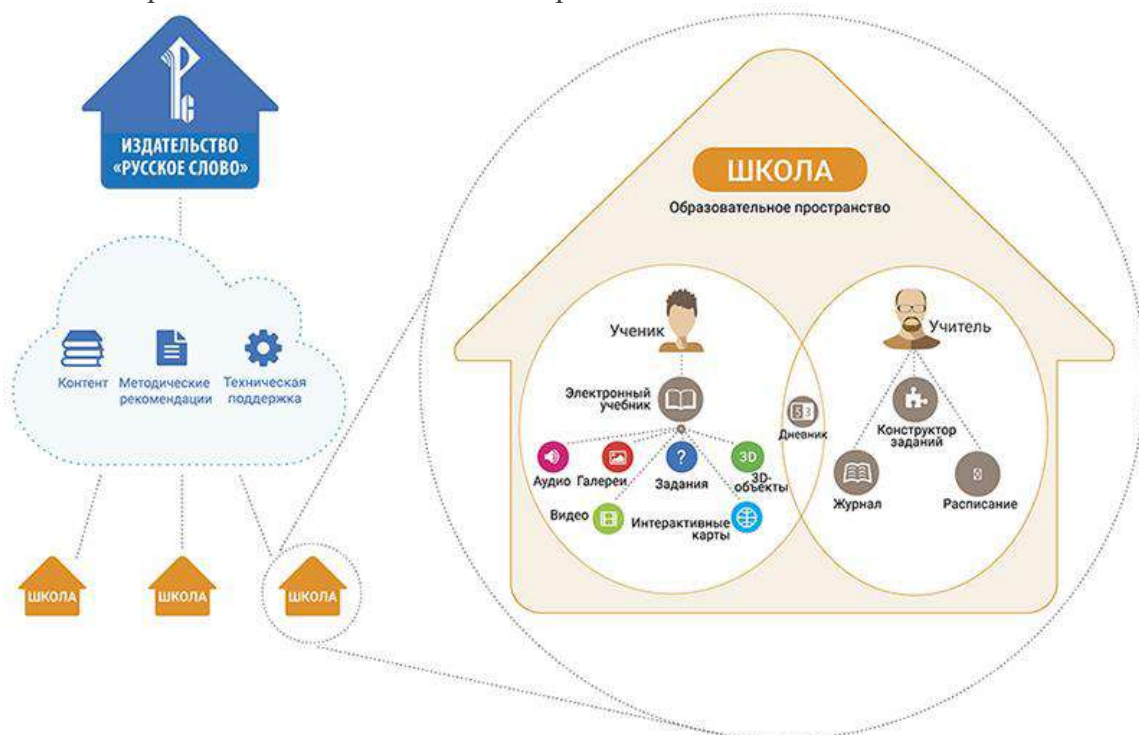 ИЗДАТЕЛЬСТВО
«РУССКОЕ СЛОВО»
Контент
Методические
рекомендации
Техническая
поддержка
ШКОЛА
ШКОЛА
ШКОЛА
ШКОЛА
Образовательное пространство
Ученик
Учитель
Электронный
учебник
Дневник
Конструктор
заданий
Аудио
Галереи
Задания
3D
3D-
объекты
Видео
Интерактивные
карты
Журнал
Расписание